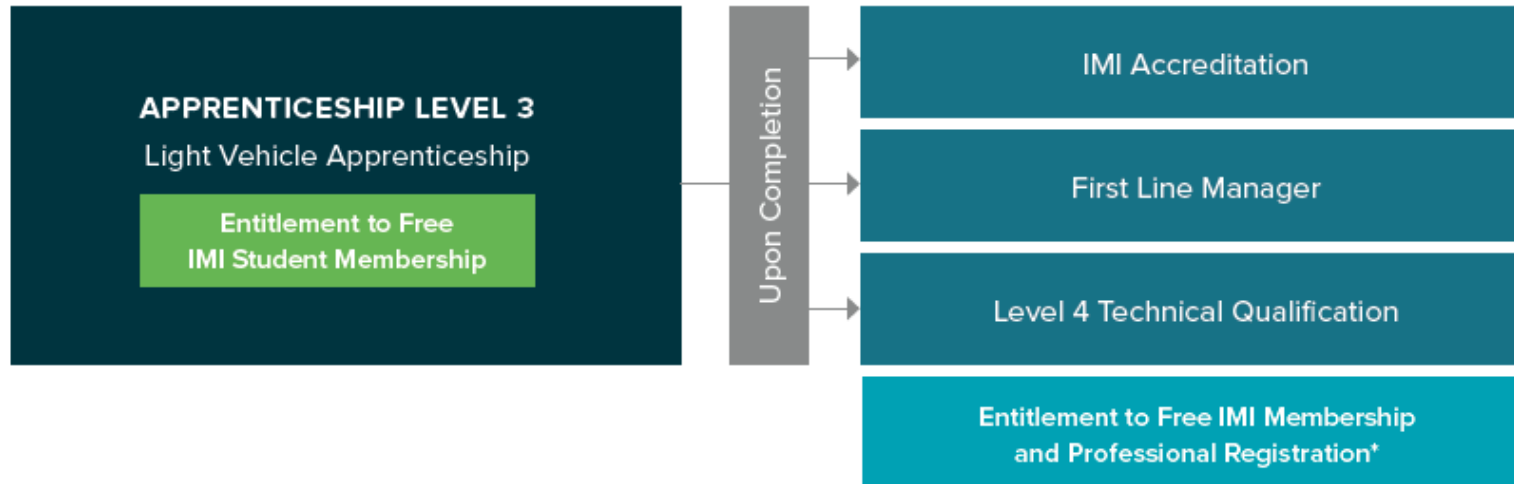 APPRENTICESHIP LEVEL 3
Light Vehicle Apprenticeship
Entitlement to Free
IMI Student Membership
Upon Completion
IMI Accreditation
First Line Manager
Level 4 Technical Qualification
Entitlement to Free IMI Membership
and Professional Registration*